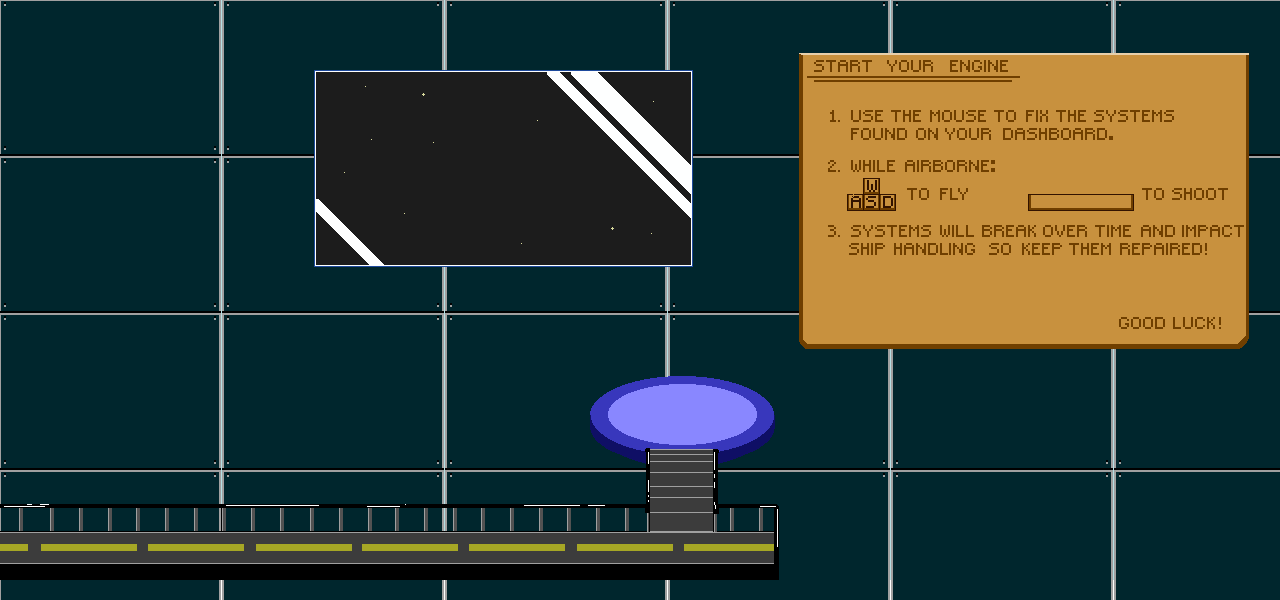 START YOUR ENGINE
1. USE THE MOUSE TO FIX THE SYSTEMS
FOUND ON YOUR DASHBOARD.
2. WHILE AIRBORNE:
W
ASD TO FLY TO SHOOT
3. SYSTEMS WILL BREAK OVER TIME AND IMPACT
SHIP HANDLING SO KEEP THEM REPAIRED!
GOOD LUCK!